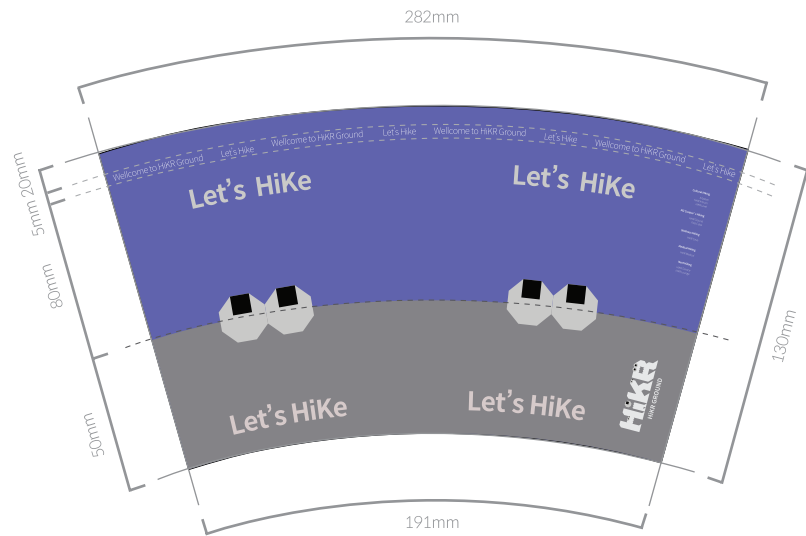 282mm
Wellcome to HiKR Ground
Let's Hike
Wellcome to HiKR Ground
Let's Hike
Wellcome to HiKR Ground
Let's Hike
Wellcome to HiKR Ground
Let's Hike
5mm 20mm
Let's HiKe
Let's HiKe
80mm
130mm
50mm
Let's HiKe
Let's HiKe
HiKR
HiKR GROUND
191mm